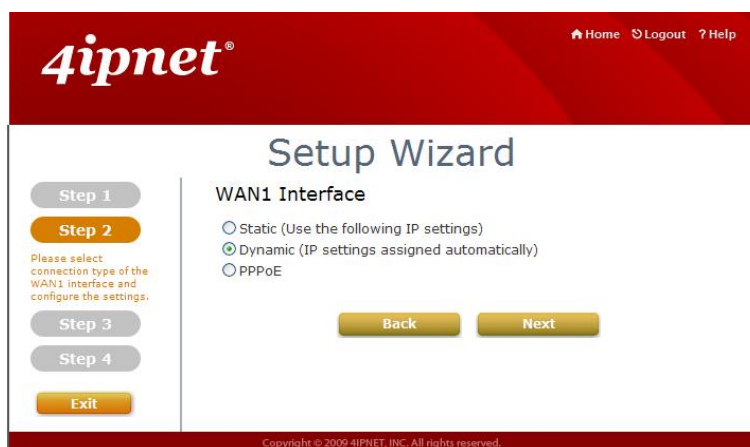 4ipnet®
Home Logout ? Help
Setup Wizard
Step 1
Step 2
Please select
connection type of the
WAN1 interface and
configure the settings.
Step 3
Step 4
Exit
WAN1 Interface
Static (Use the following IP settings)
Dynamic (IP settings assigned automatically)
PPPoE
Back Next
Copyright © 2009 4IPNET, INC. All rights reserved.